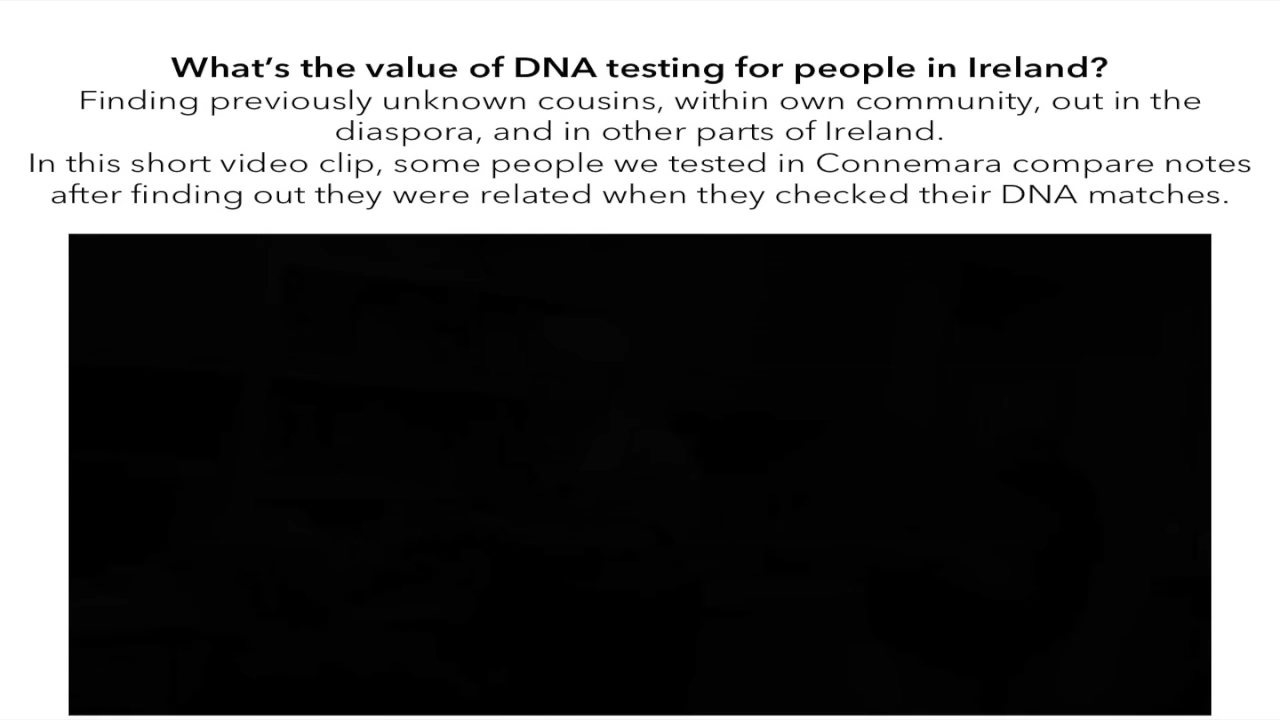 What's the value of DNA testing for people in Ireland?
Finding previously unknown cousins, within own community, out in the
diaspora, and in other parts of Ireland.
In this short video clip, some people we tested in Connemara compare notes
after finding out they were related when they checked their DNA matches.